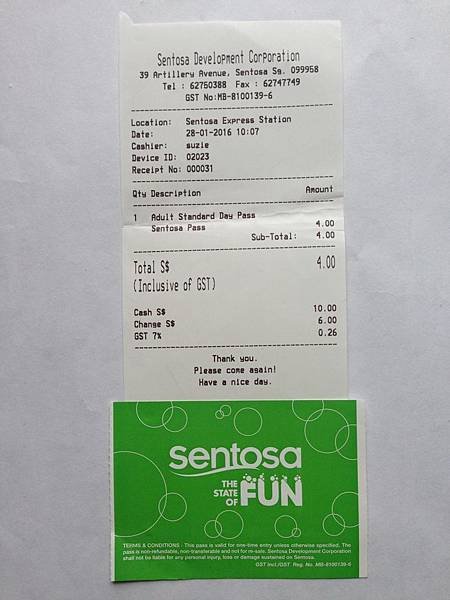 Sentosa Development Corporation
39 Artillery Avenue, Sentosa Sg. 099958
Tel : 62750388 Fax : 62747749
GST No:MB-8100139-6
Location: Sentosa Express Station
Date: 28-01-2016 10:07
Cashier: suzie
Device ID: 02023
Receipt No: 000031
Qty Description Amount
1 Adult Standard Day Pass
Sentosa Pass 4.00
Sub-Total: 4.00
Total S$ 4.00
(Inclusive of GST)
Cash S$ 10.00
Change S$ 6.00
GST 7% 0.26
Thank you.
Please come again!
Have a nice day.
sentosa
THE
STATE
OF
FUN
TERMS & CONDITIONS - This pass is valid for one-time entry unless otherwise specified. The
pass is non-refundable, non-transferable and not for re-sale. Sentosa Development Corporation
shall not be liable for any personal injury, loss or damage sustained on Sentosa.
GST Incl./GST Reg. No. MB-8100139-6